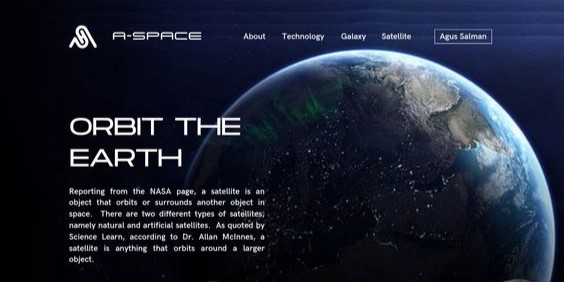 A-SPACE
About Technology Galaxy Satellite Agus Salman
ORBIT THE
EARTH
Reporting from the NASA page, a satellite is an
object that orbits or surrounds another object in
space. There are two different types of satellites;
namely natural and artificial satellites. As quoted by
Science Learn, according to Dr. Allan McInnes, a
satellite is anything that orbits around a larger
object.